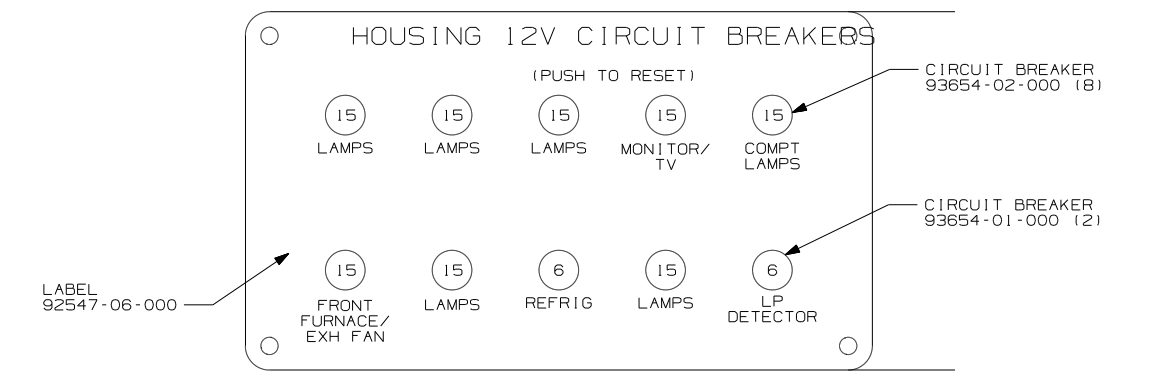 HOUSING 12V CIRCUIT BREAKERS
(PUSH TO RESET)
CIRCUIT BREAKER
93654-02-000 (8)
15 15 15 15 15
LAMPS LAMPS LAMPS MONITOR/ COMPT
TV LAMPS
CIRCUIT BREAKER
93654-01-000 (2)
15 15 6 15 6
FRONT LAMPS REFRIG LAMPS LP
FURNACE/ DETECTOR
EXH FAN
LABEL
92547-06-000